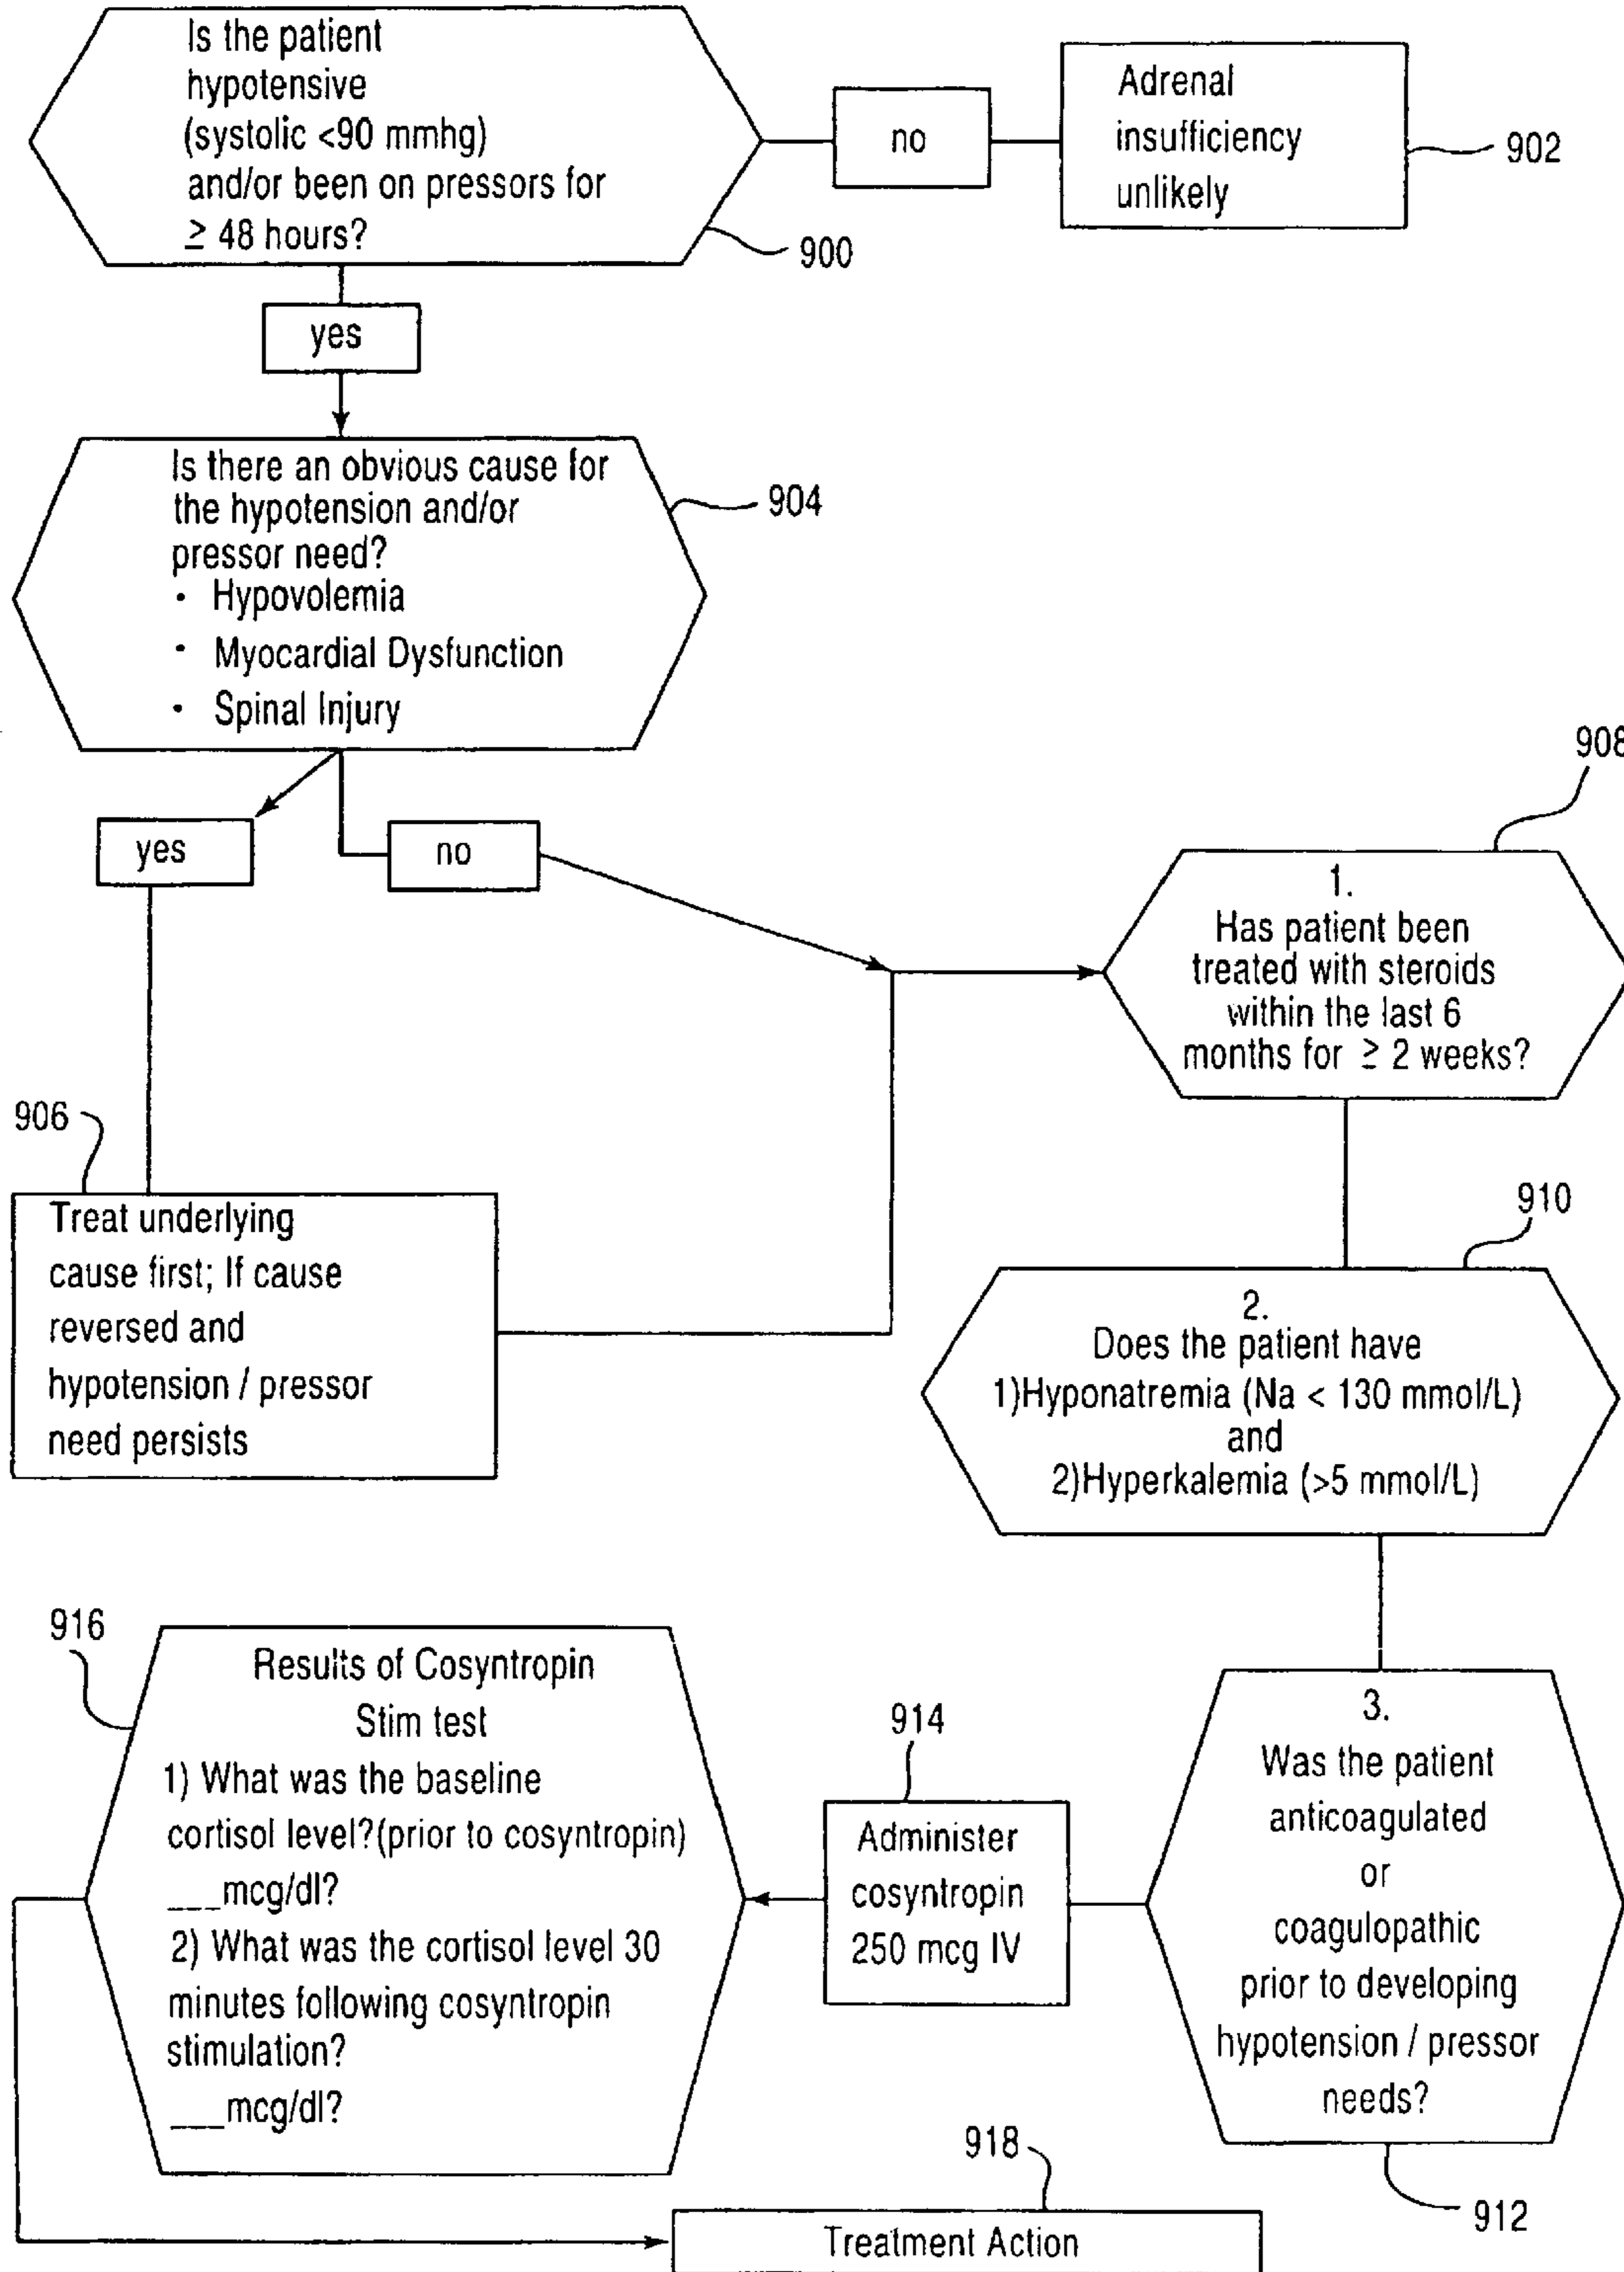 Is the patient
hypotensive
(systolic <90 mmhg)
and/or been on pressors for
≥ 48 hours?
900
no
Adrenal
insufficiency
unlikely
902
yes
Is there an obvious cause for
the hypotension and/or
pressor need?
• Hypovolemia
• Myocardial Dysfunction
• Spinal Injury
904
yes
no
906
Treat underlying
cause first; If cause
reversed and
hypotension / pressor
need persists
908
1.
Has patient been
treated with steroids
within the last 6
months for ≥ 2 weeks?
910
2.
Does the patient have
1)Hyponatremia (Na < 130 mmol/L)
and
2)Hyperkalemia (>5 mmol/L)
3.
Was the patient
anticoagulated
or
coagulopathic
prior to developing
hypotension / pressor
needs?
912
914
Administer
cosyntropin
250 mcg IV
916
Results of Cosyntropin
Stim test
1) What was the baseline
cortisol level?(prior to cosyntropin)
___mcg/dl?
2) What was the cortisol level 30
minutes following cosyntropin
stimulation?
___mcg/dl?
918
Treatment Action